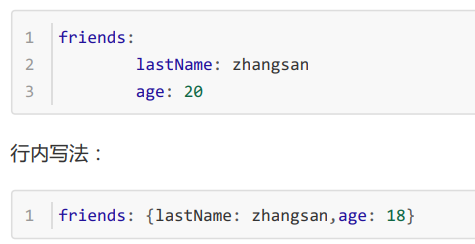 1 friends:
2 lastName: zhangsan
3 age: 20
行内写法：
1 friends: {lastName: zhangsan,age: 18}